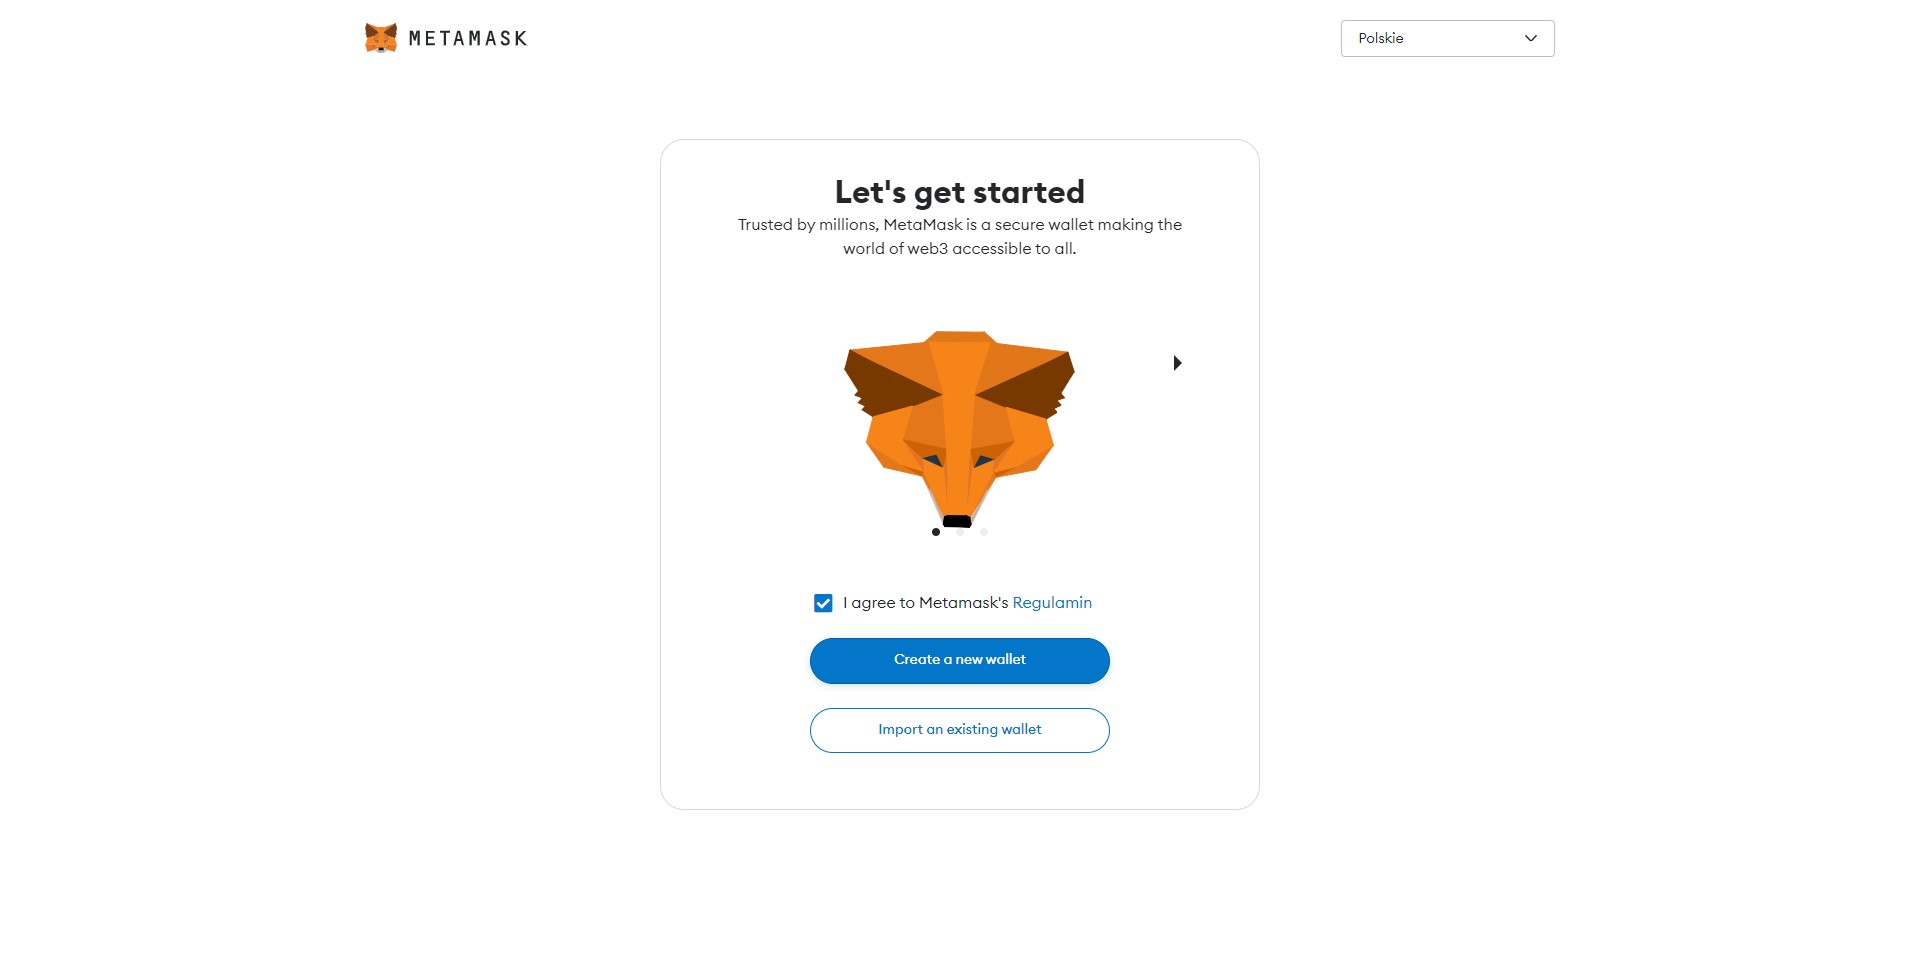 METAMASK
Polskie
Let's get started
Trusted by millions, MetaMask is a secure wallet making the
world of web3 accessible to all.
I agree to Metamask's Regulamin
Create a new wallet
Import an existing wallet